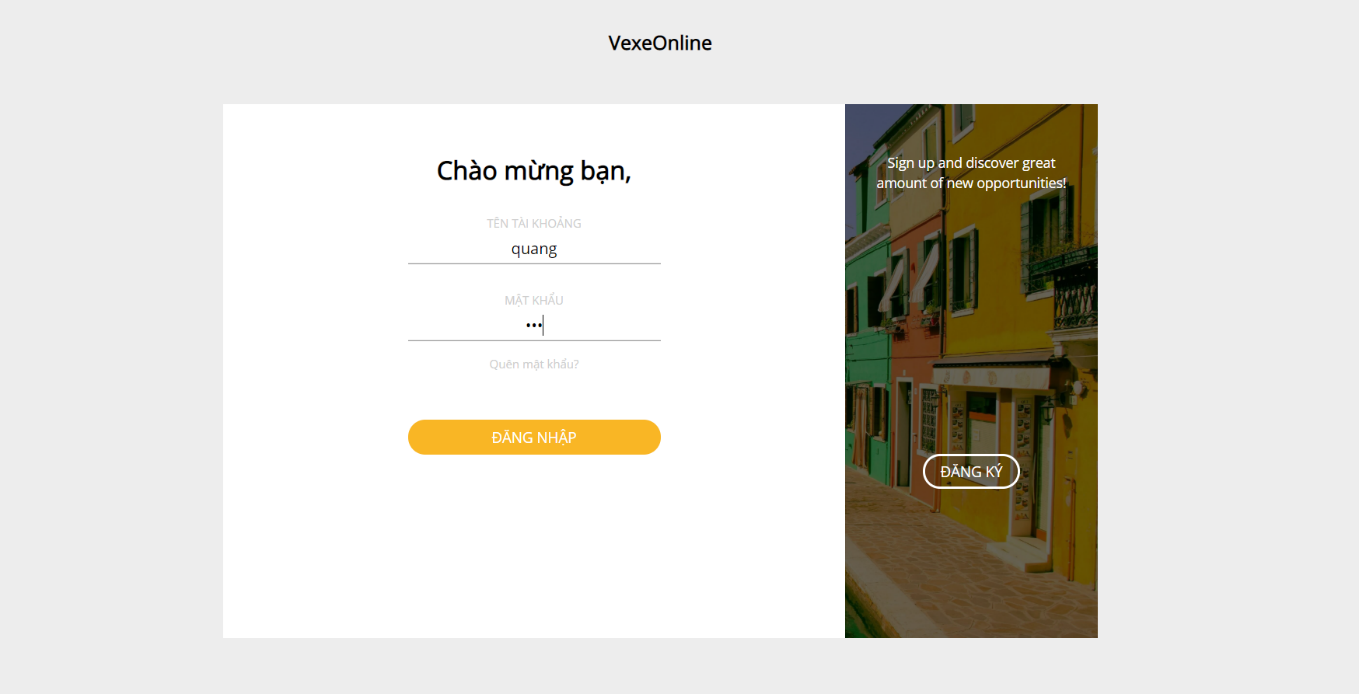 VexeOnline
Chào mừng bạn,
TÊN TÀI KHOẢNG
quang
MẬT KHẨU
•••
Quên mật khẩu?
ĐĂNG NHẬP
Sign up and discover great
amount of new opportunities!
ĐĂNG KÝ